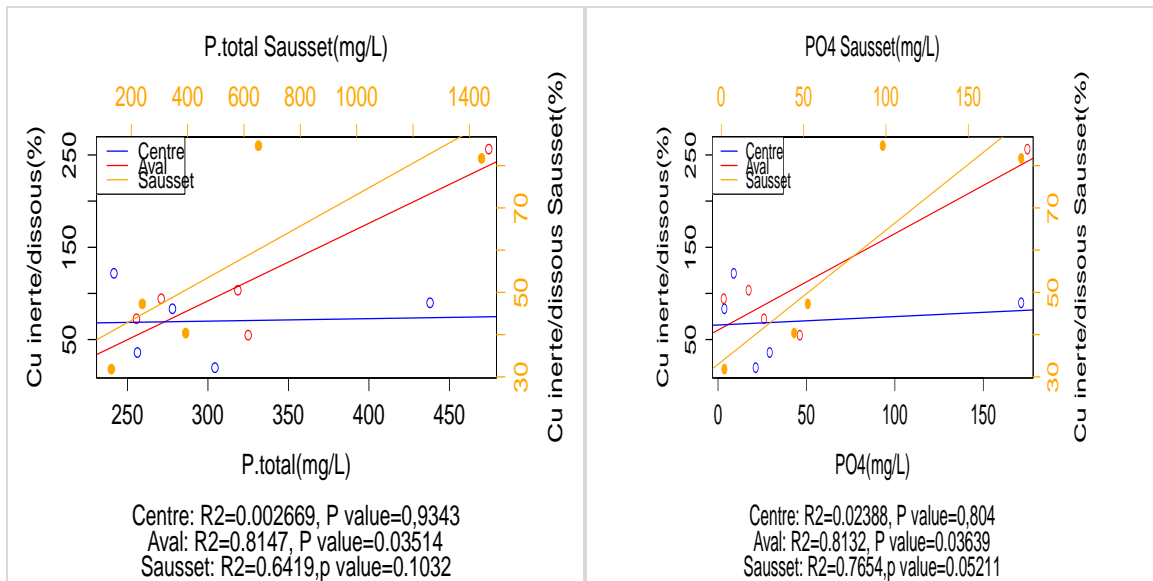 P.total Sausset(mg/L)
200 400 600 800 1000 1400
Cu inerte/dissous(%)
50 150 250
Centre
Aval
Sausset
30 50 70
Cu inerte/dissous Sausset(%)
250 300 350 400 450
P.total(mg/L)
Centre: R2=0.002669, P value=0,9343
Aval: R2=0.8147, P value=0.03514
Sausset: R2=0.6419,p value=0.1032
PO4 Sausset(mg/L)
0 50 100 150
Cu inerte/dissous(%)
50 150 250
Centre
Aval
Sausset
30 50 70
Cu inerte/dissous Sausset(%)
0 50 100 150
PO4(mg/L)
Centre: R2=0.02388, P value=0,804
Aval: R2=0.8132, P value=0.03639
Sausset: R2=0.7654,p value=0.05211